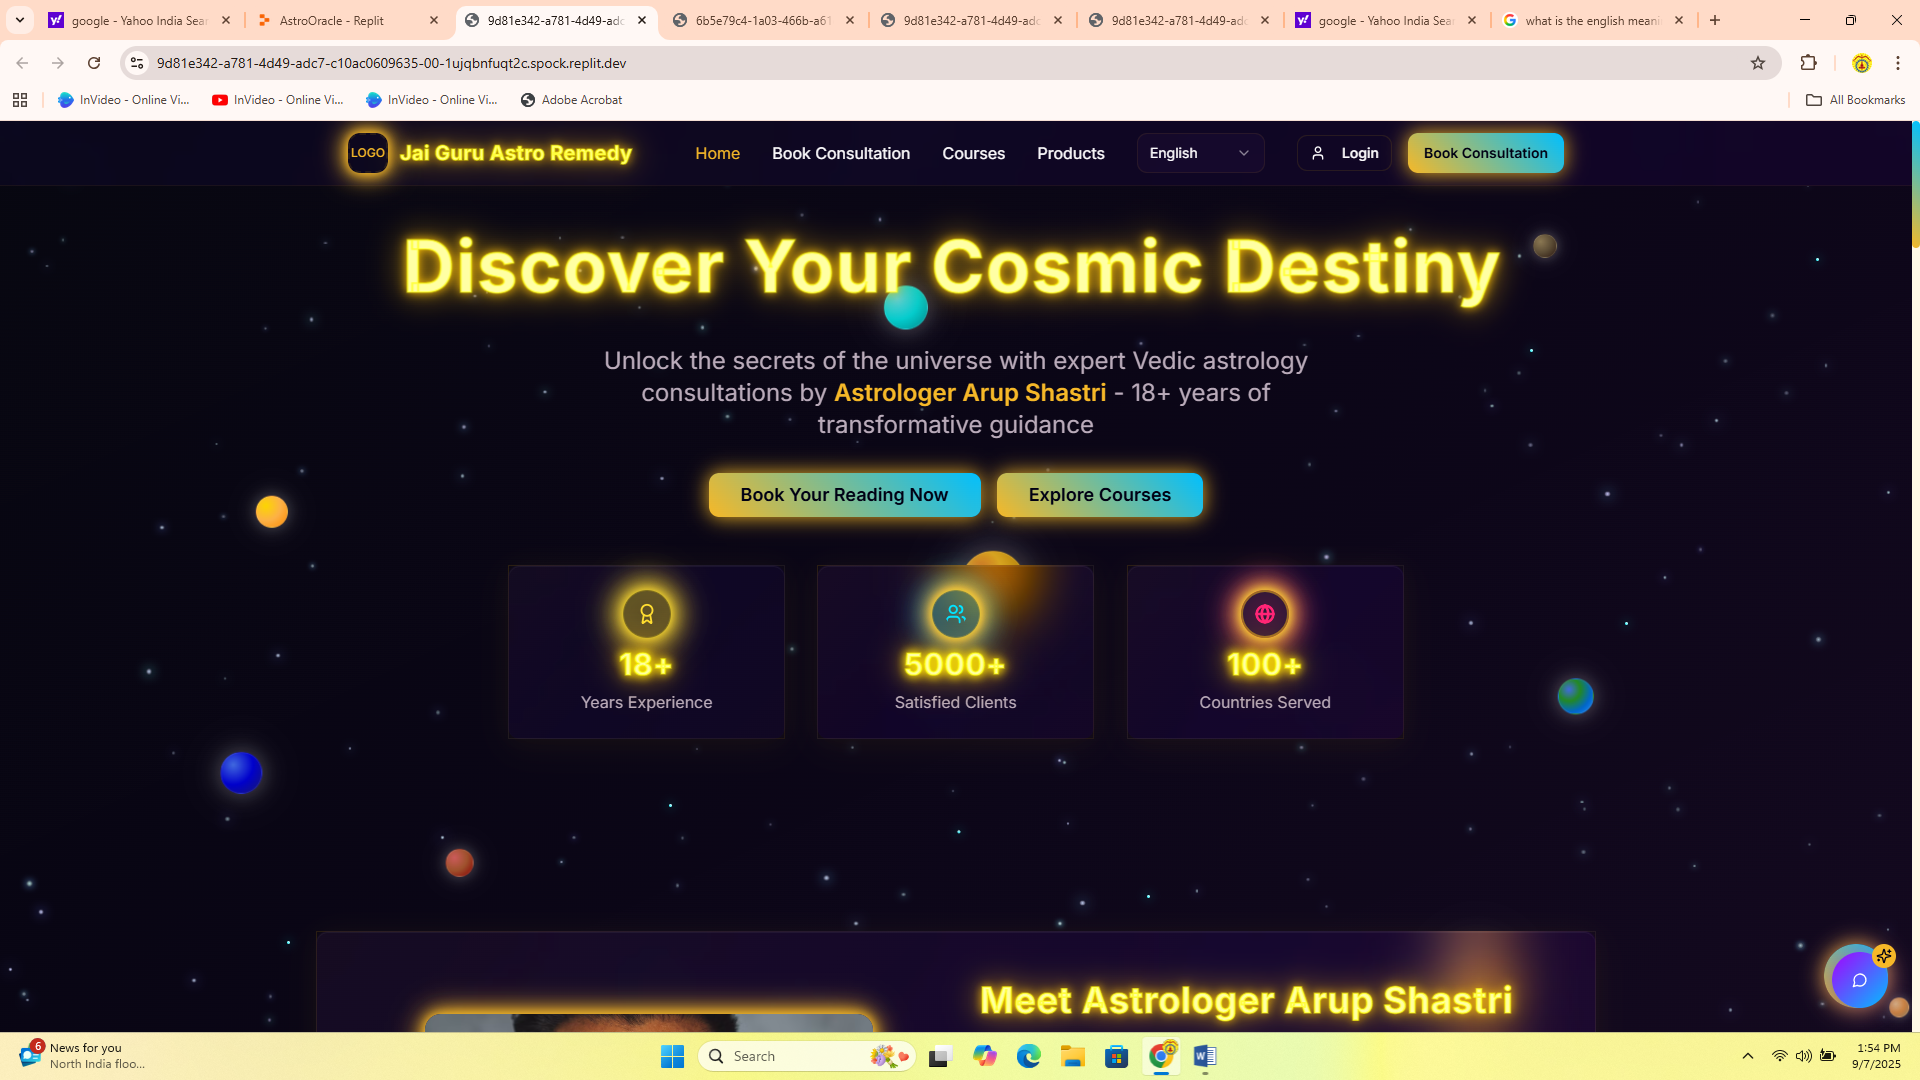 google - Yahoo India Sear
AstroOracle - Replit
9d81e342-a781-4d49-adc
6b5e79c4-1a03-466b-a61
9d81e342-a781-4d49-adc
9d81e342-a781-4d49-adc
google - Yahoo India Sear
what is the english meani
9d81e342-a781-4d49-adc7-c10ac0609635-00-1ujqbnfuqt2c.spock.replit.dev
InVideo - Online Vi...
InVideo - Online Vi...
InVideo - Online Vi...
Adobe Acrobat
All Bookmarks
LOGO
Jai Guru Astro Remedy
Home
Book Consultation
Courses
Products
English
Login
Book Consultation
Discover Your Cosmic Destiny
Unlock the secrets of the universe with expert Vedic astrology
consultations by Astrologer Arup Shastri - 18+ years of
transformative guidance
Book Your Reading Now
Explore Courses
18+
Years Experience
5000+
Satisfied Clients
100+
Countries Served
Meet Astrologer Arup Shastri
6
News for you
North India floo...
Search
1:54 PM
9/7/2025